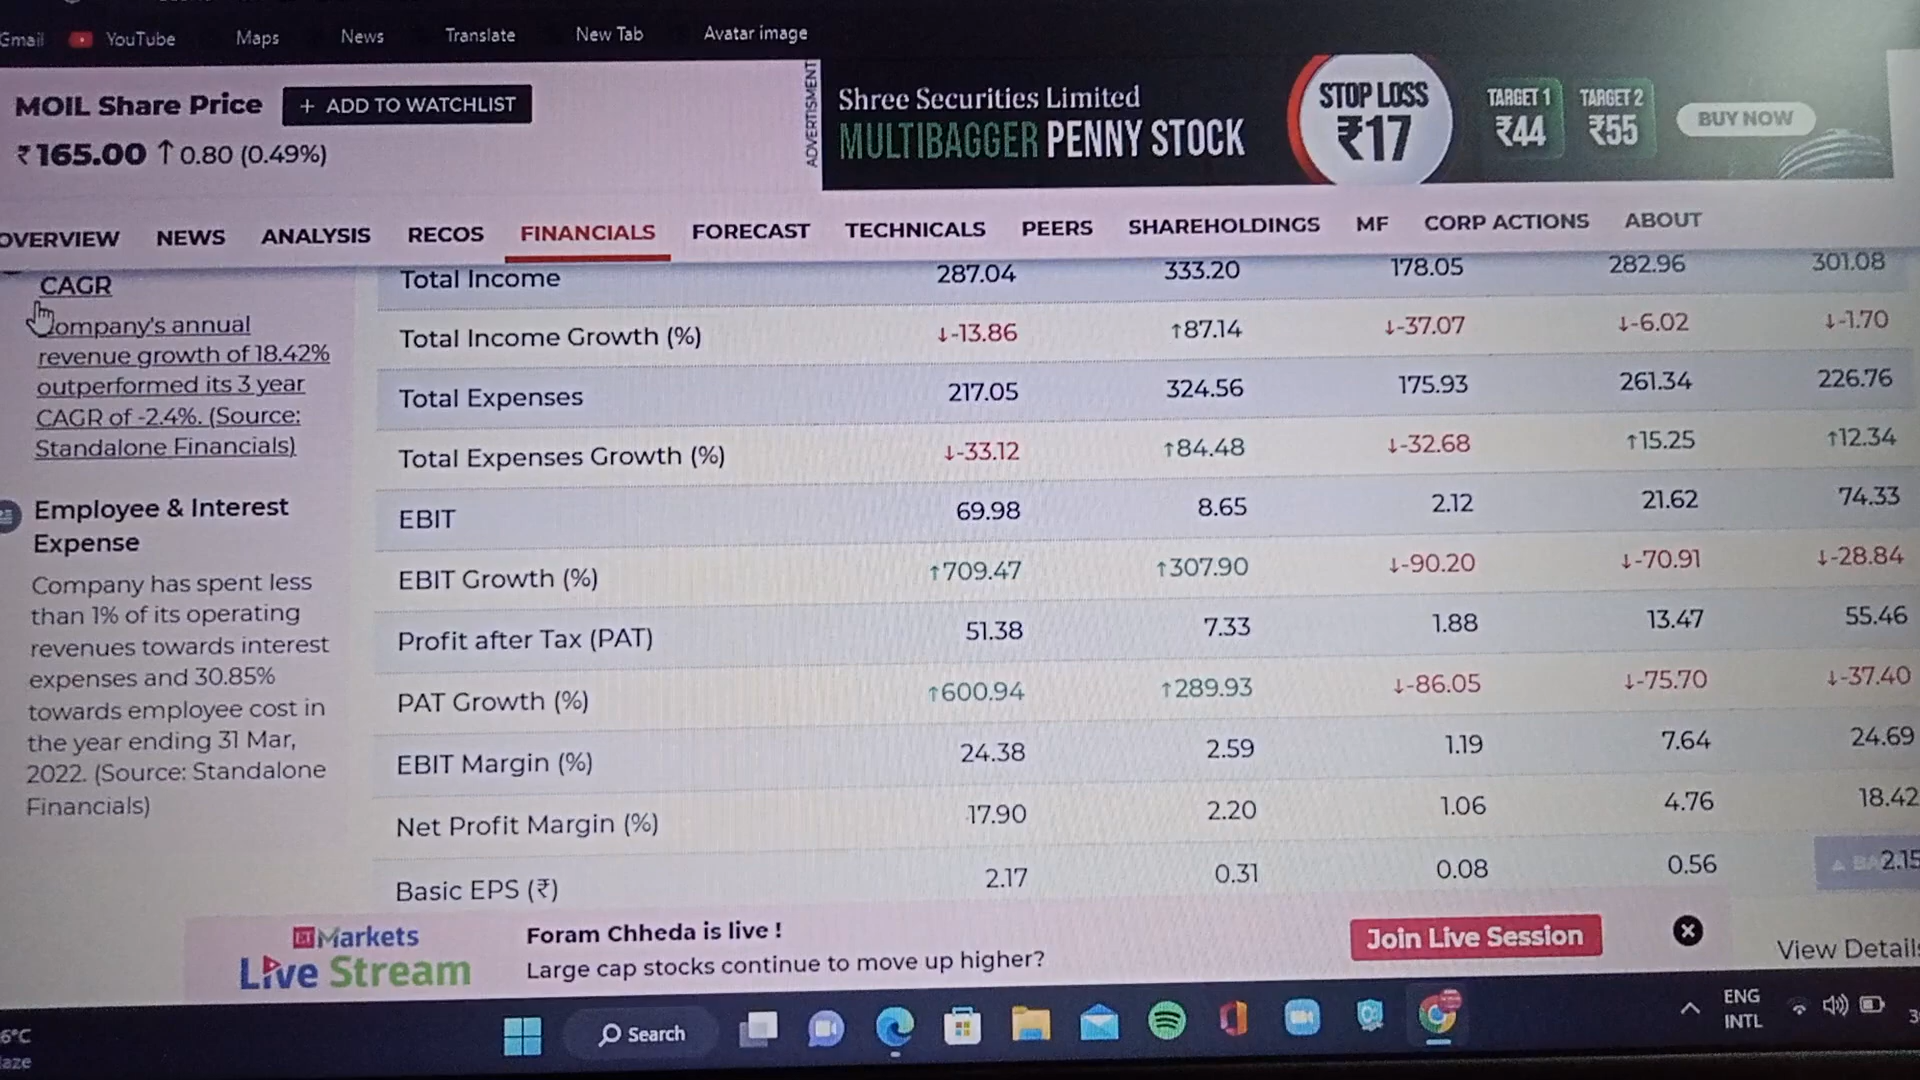 Gmail YouTube Maps News Translate New Tab Avatar image
MOIL Share Price + ADD TO WATCHLIST
₹165.00 ↑0.80 (0.49%)
ADVERTISMENT
Shree Securities Limited
MULTIBAGGER PENNY STOCK
STOP LOSS
₹17
TARGET 1
₹44
TARGET 2
₹55
BUY NOW
OVERVIEW NEWS ANALYSIS RECOS FINANCIALS FORECAST TECHNICALS PEERS SHAREHOLDINGS MF CORP ACTIONS ABOUT
CAGR
ompany's annual
revenue growth of 18.42%
outperformed its 3 year
CAGR of -2.4%. (Source:
Standalone Financials)
Employee & Interest
Expense
Company has spent less
than 1% of its operating
revenues towards interest
expenses and 30.85%
towards employee cost in
the year ending 31 Mar,
2022. (Source: Standalone
Financials)
Total Income 287.04 333.20 178.05 282.96 301.08
Total Income Growth (%) ↓-13.86 ↑87.14 ↓-37.07 ↓-6.02 ↓-1.70
Total Expenses 217.05 324.56 175.93 261.34 226.76
Total Expenses Growth (%) ↓-33.12 ↑84.48 ↓-32.68 ↑15.25 ↑12.34
EBIT 69.98 8.65 2.12 21.62 74.33
EBIT Growth (%) ↑709.47 ↑307.90 ↓-90.20 ↓-70.91 ↓-28.84
Profit after Tax (PAT) 51.38 7.33 1.88 13.47 55.46
PAT Growth (%) ↑600.94 ↑289.93 ↓-86.05 ↓-75.70 ↓-37.40
EBIT Margin (%) 24.38 2.59 1.19 7.64 24.69
Net Profit Margin (%) 17.90 2.20 1.06 4.76 18.42
Basic EPS (₹) 2.17 0.31 0.08 0.56 2.15
ET Markets
Live Stream
Foram Chheda is live !
Large cap stocks continue to move up higher?
Join Live Session
View Details
6°C
aze
Search
ENG
INTL